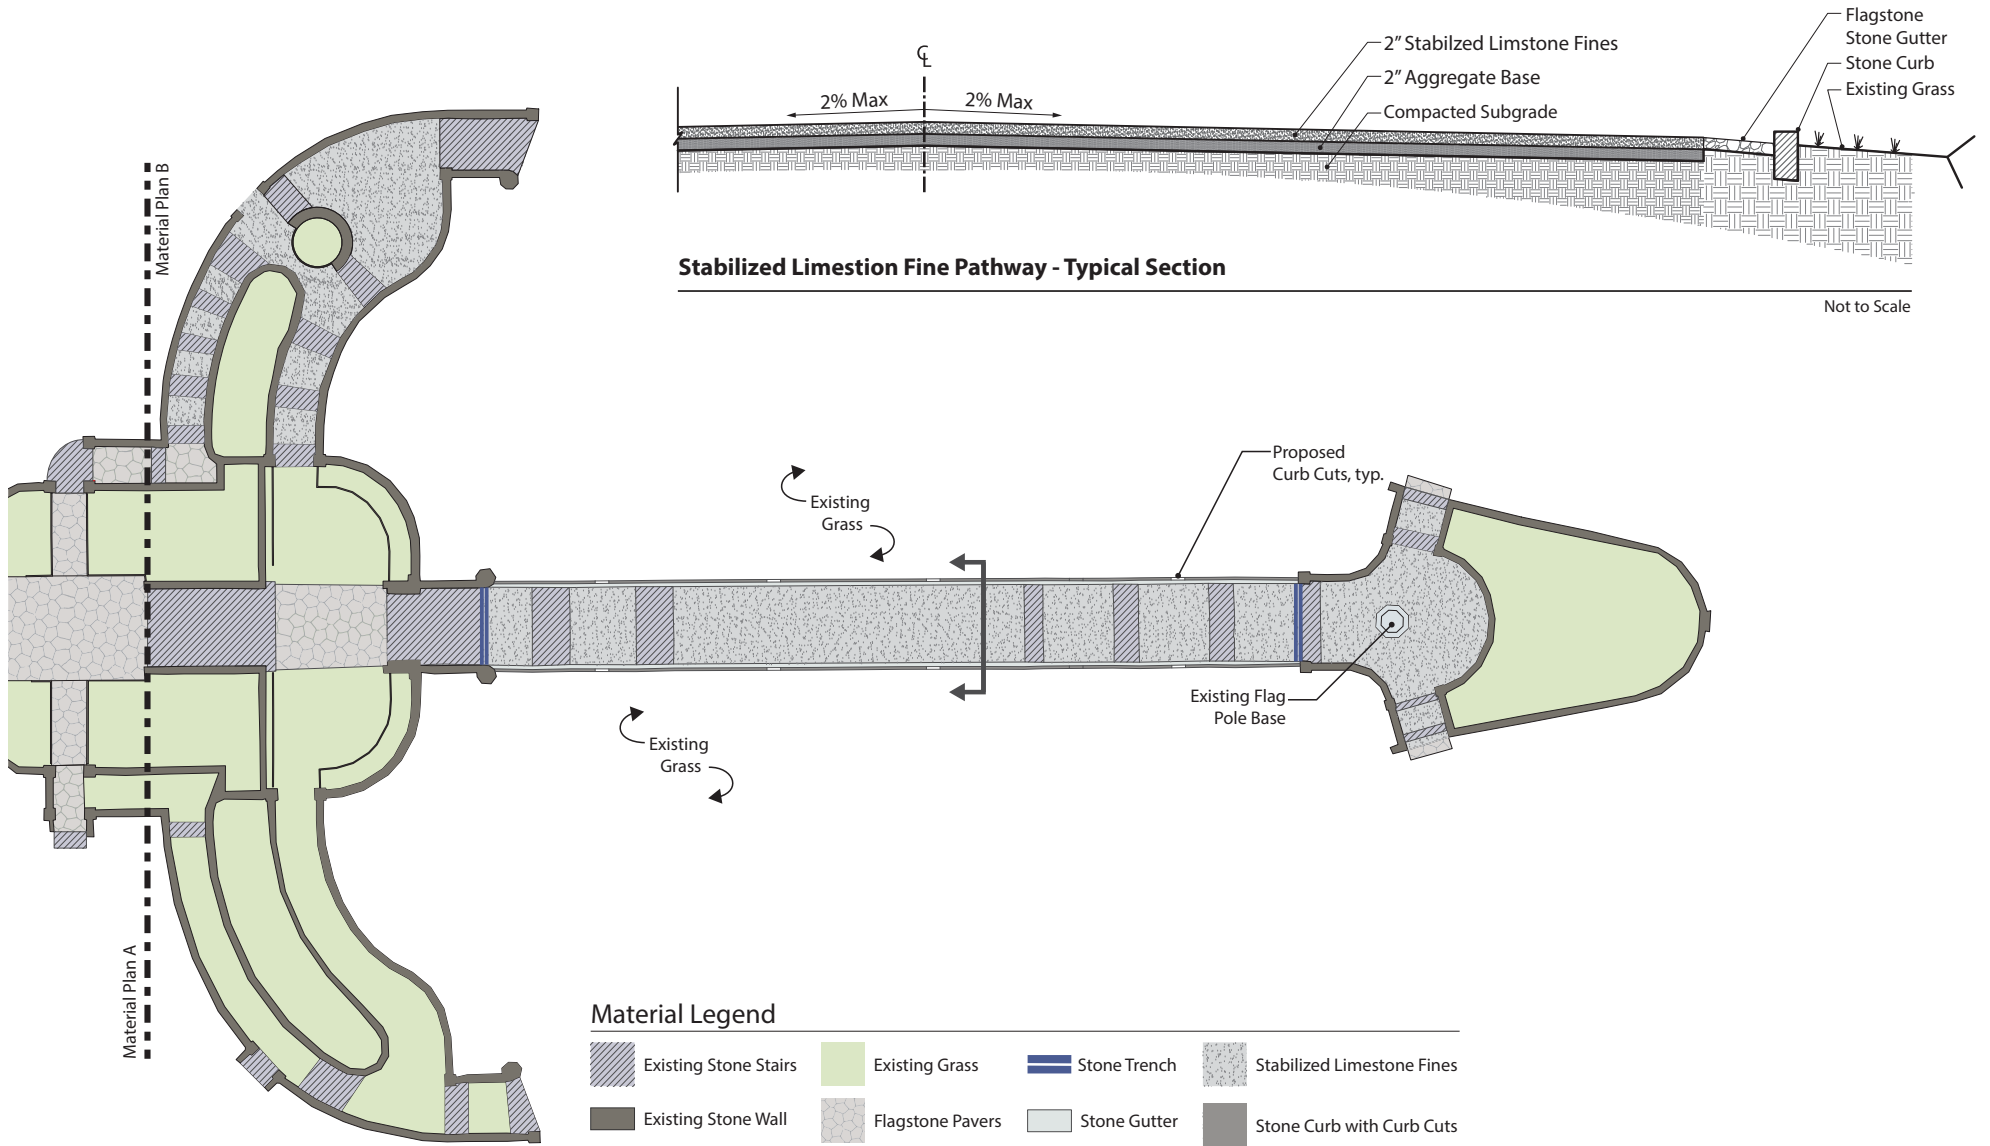 Flagstone
Stone Gutter
Stone Curb
Existing Grass
2” Stabilzed Limstone Fines
2” Aggregate Base
Compacted Subgrade
℄
2% Max
2% Max
Stabilized Limestion Fine Pathway - Typical Section
Not to Scale
Material Plan B
Proposed
Curb Cuts, typ.
Existing
Grass
Existing Flag
Pole Base
Existing
Grass
Material Plan A
Material Legend
Existing Stone Stairs
Existing Grass
Stone Trench
Stabilized Limestone Fines
Existing Stone Wall
Flagstone Pavers
Stone Gutter
Stone Curb with Curb Cuts